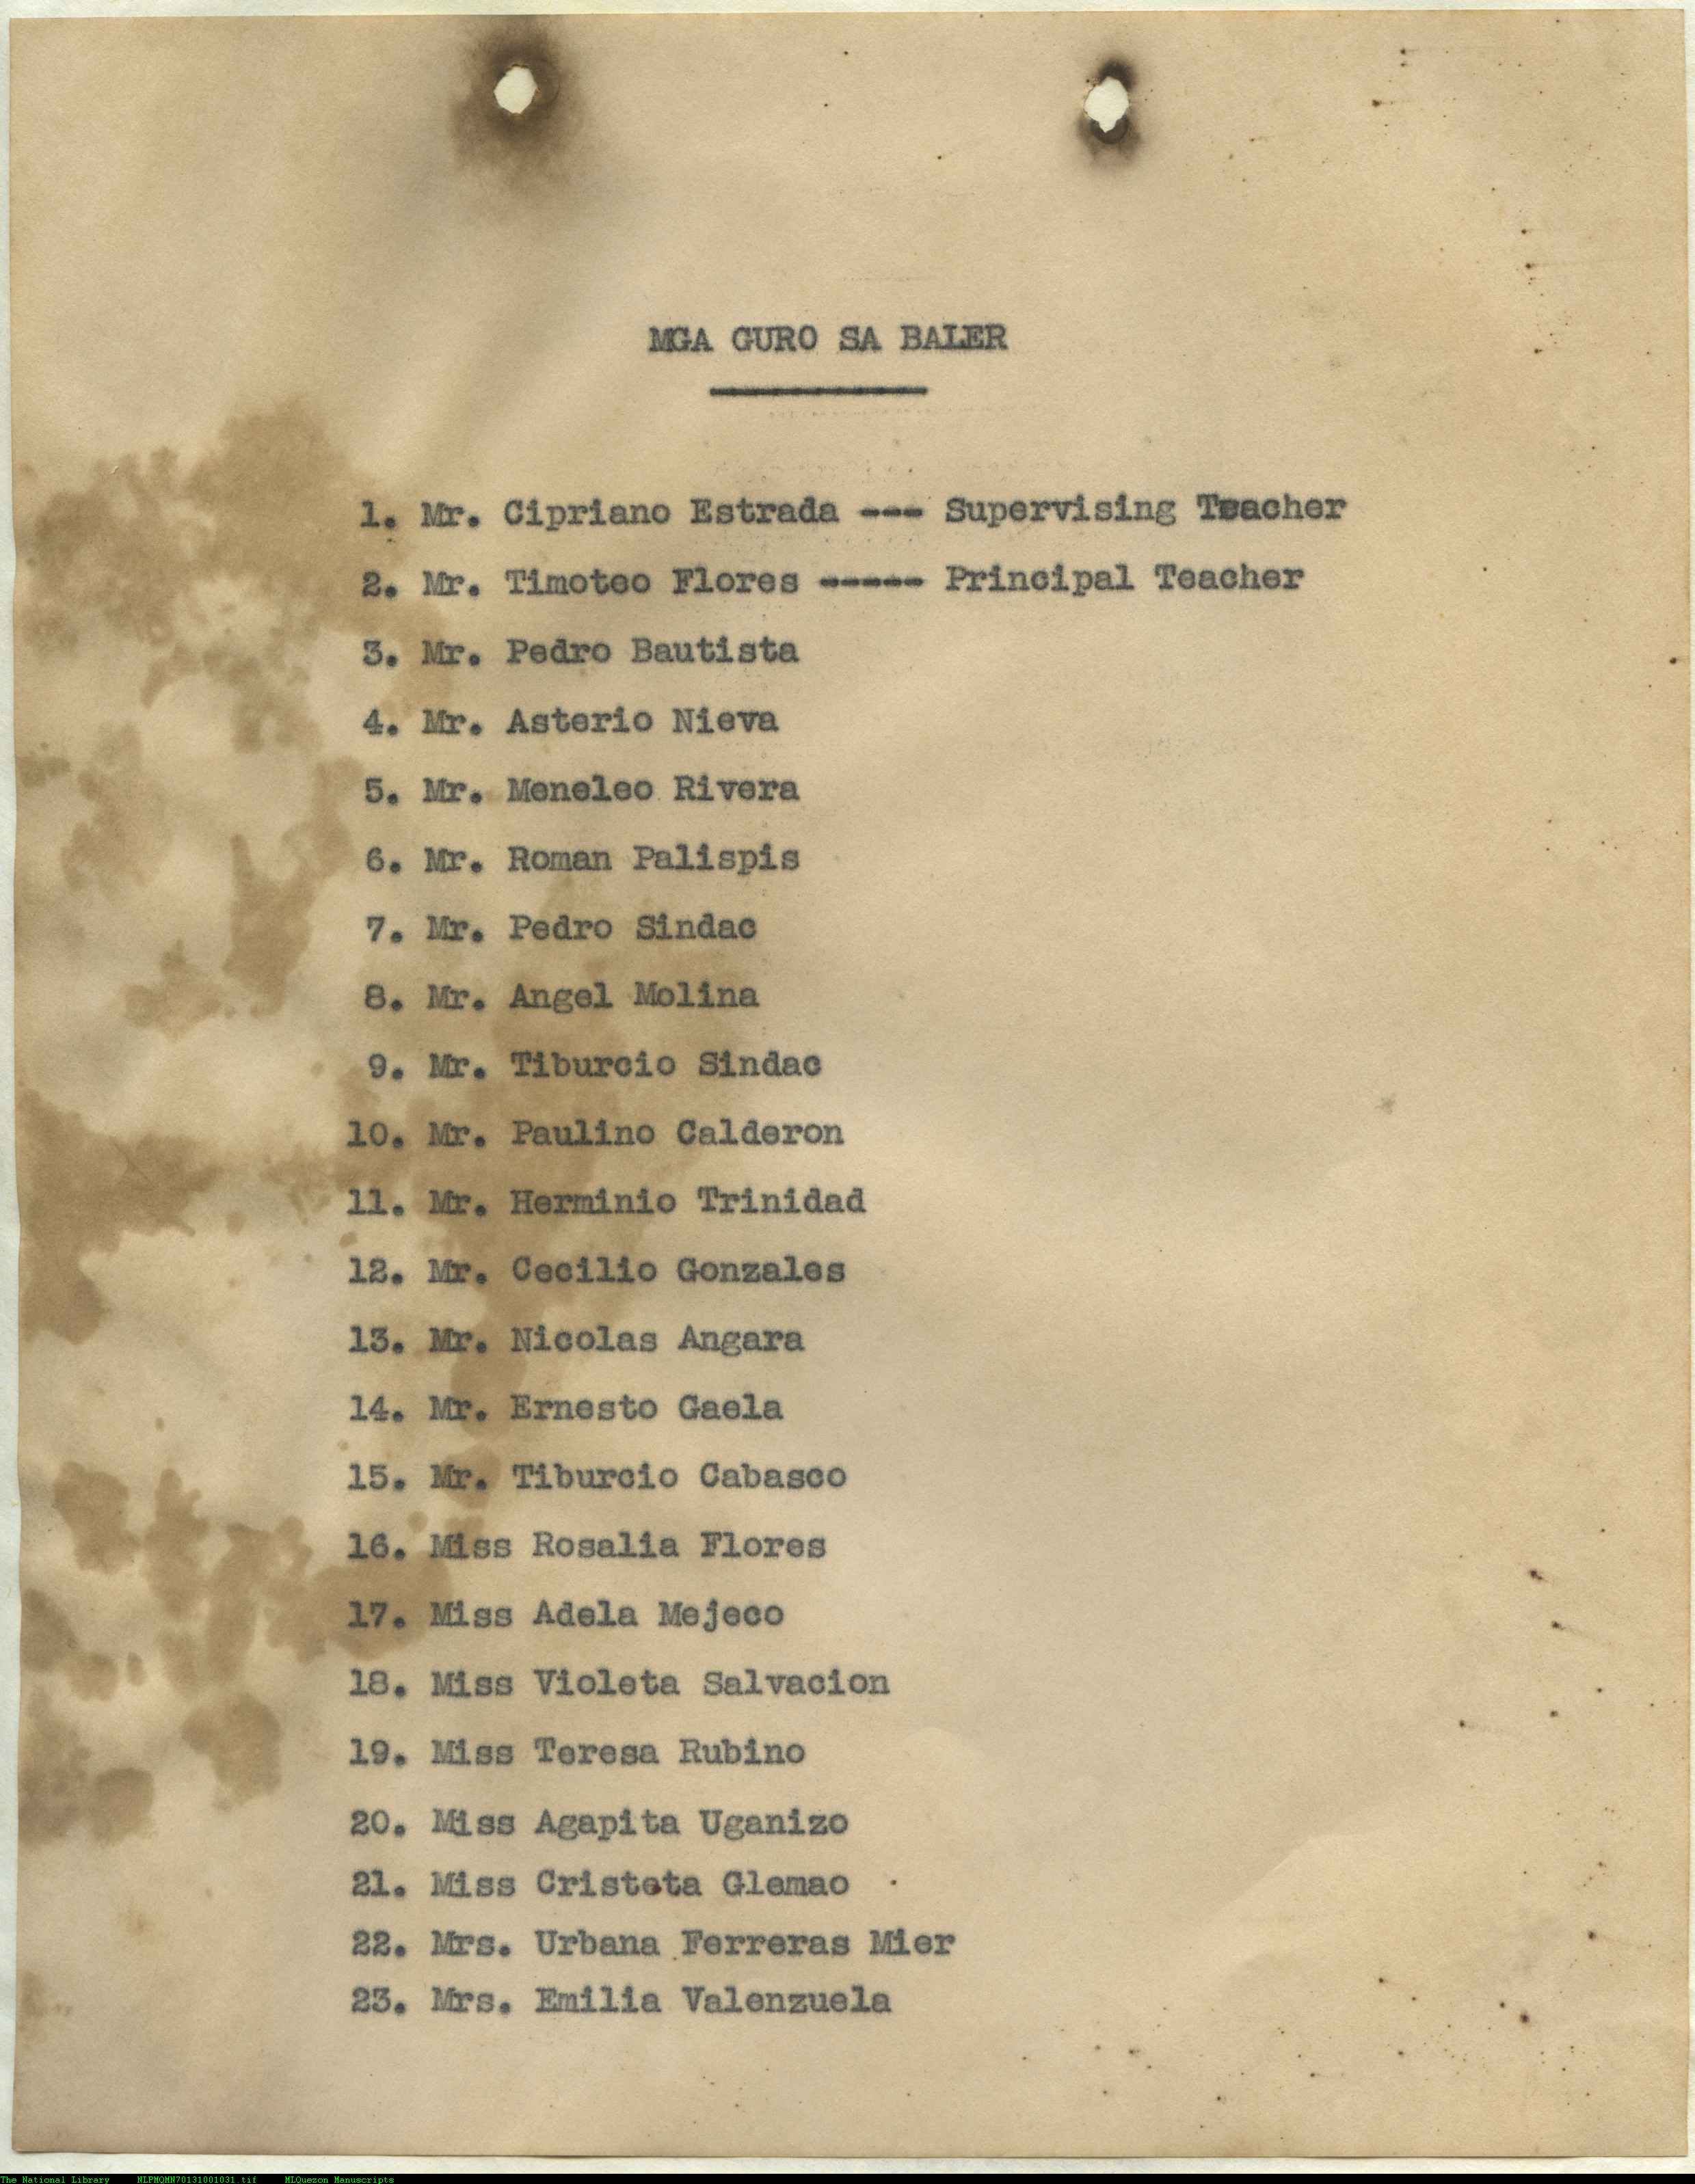 MGA GURO SA BALER
1. Mr. Cipriano Estrada --- Supervising Teacher
2. Mr. Timoteo Flores ----- Principal Teacher
3. Mr. Pedro Bautista
4. Mr. Asterio Nieva
5. Mr. Meneleo Rivera
6. Mr. Roman Palispis
7. Mr. Pedro Sindac
8. Mr. Angel Molina
9. Mr. Tiburcio Sindac
10. Mr. Paulino Calderon
11. Mr. Herminio Trinidad
12. Mr. Cecilio Gonzales
13. Mr. Nicolas Angara
14. Mr. Ernesto Gaela
15. Mr. Tiburcio Cabasco
16. Miss Rosalia Flores
17. Miss Adela Mejeco
18. Miss Violeta Salvacion
19. Miss Teresa Rubino
20. Miss Agapita Uganizo
21. Miss Cristeta Glemao
22. Mrs. Urbana Ferreras Mier
23. Mrs. Emilia Valenzuela
The National Library NLPMQMN70131001031.tif MLQuezon Manuscripts